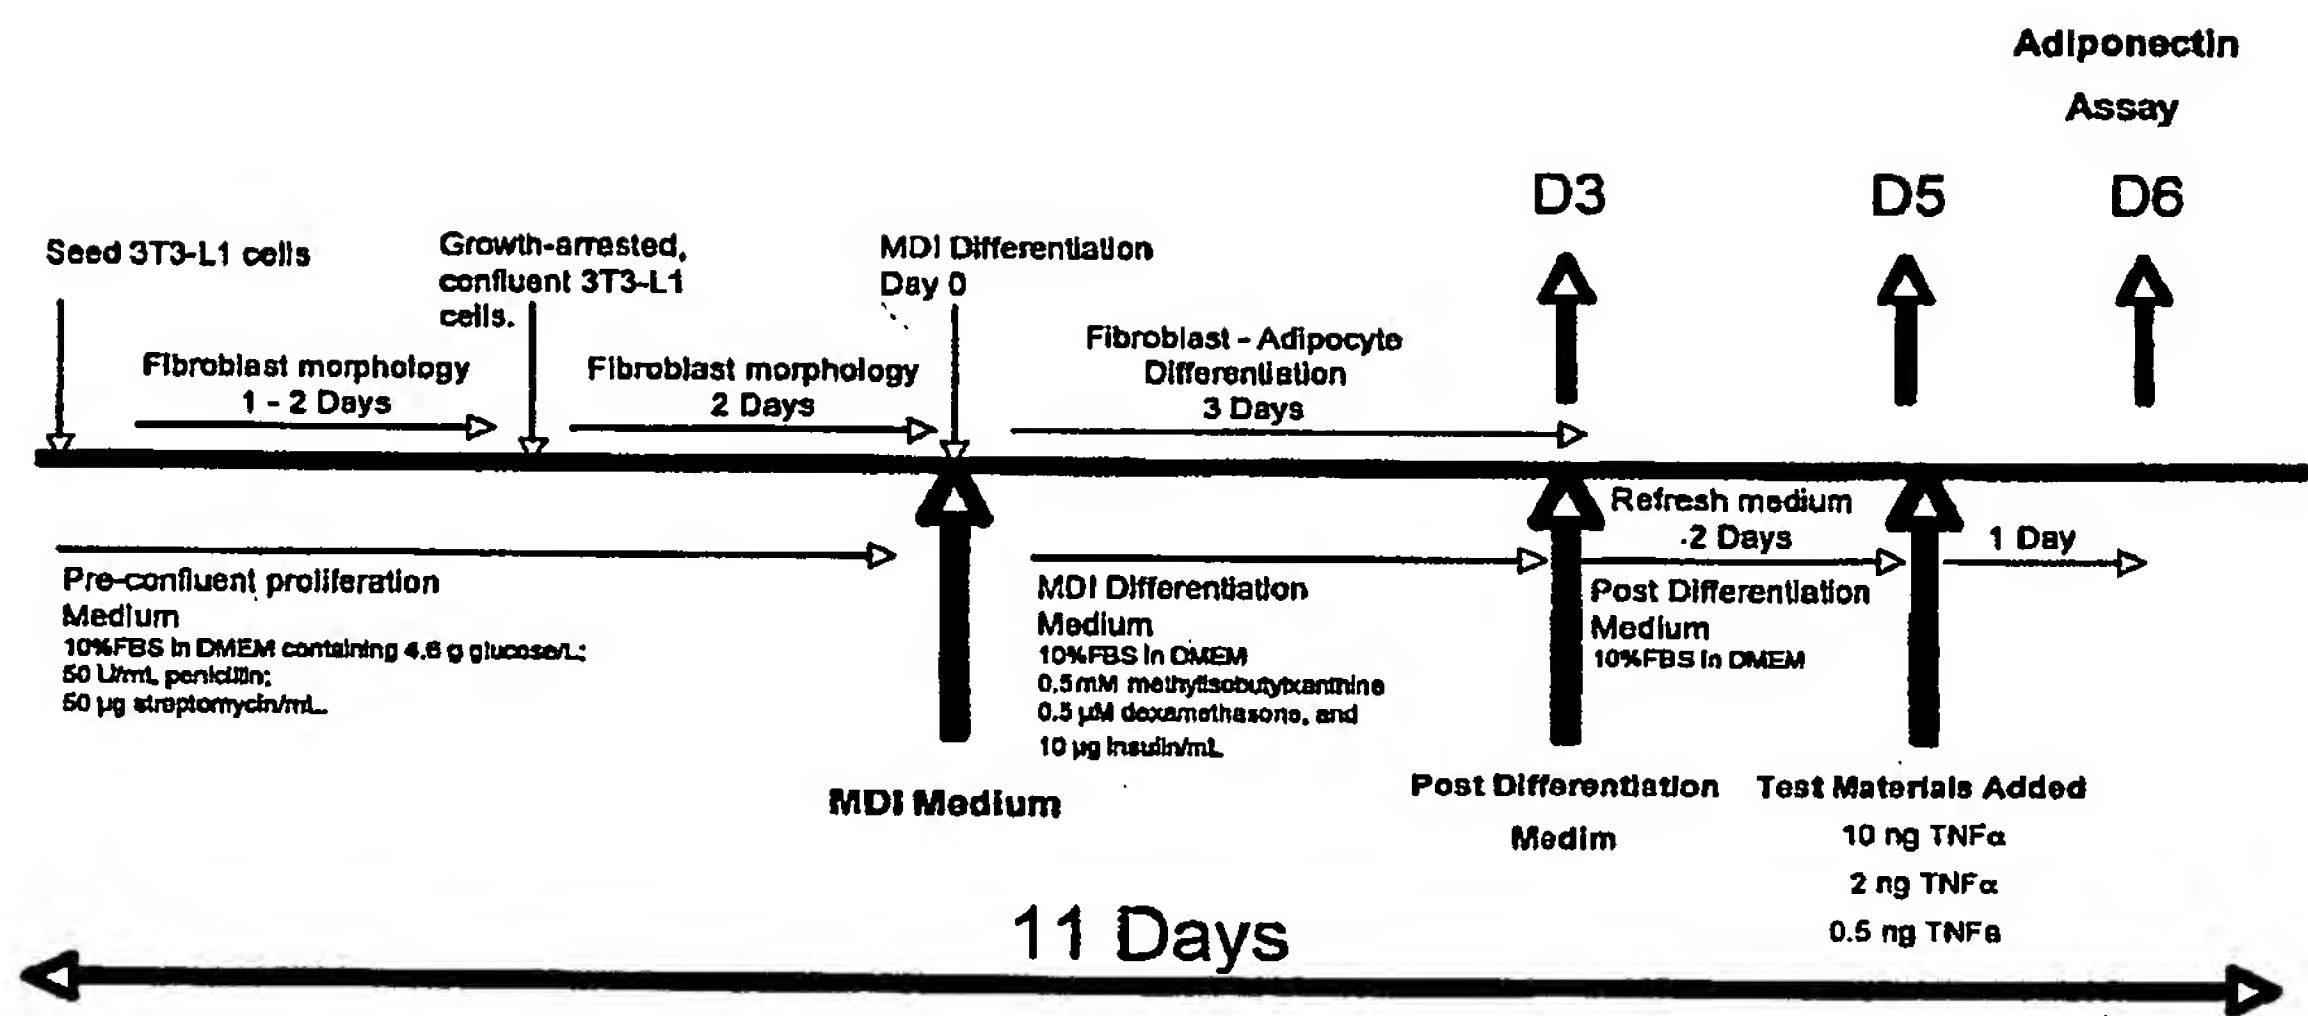 Adiponectin
Assay
D3
D5
D6
Seed 3T3-L1 cells
Growth-arrested,
confluent 3T3-L1
cells.
MDI Differentiation
Day 0
Fibroblast morphology
1 - 2 Days
Fibroblast morphology
2 Days
Fibroblast - Adipocyte
Differentiation
3 Days
Pre-confluent proliferation
Medium
10%FBS in DMEM containing 4.6 g glucose/L;
50 U/mL penicillin;
50 µg streptomycin/mL.
MDI Medium
MDI Differentiation
Medium
10%FBS in DMEM
0.5mM methylisobutylxanthine
0.5 µM dexamethasone, and
10 µg insulin/mL
Refresh medium
2 Days
Post Differentiation
Medium
10%FBS in DMEM
1 Day
Post Differentiation
Medim
Test Materials Added
10 ng TNFα
2 ng TNFα
0.5 ng TNFa
11 Days